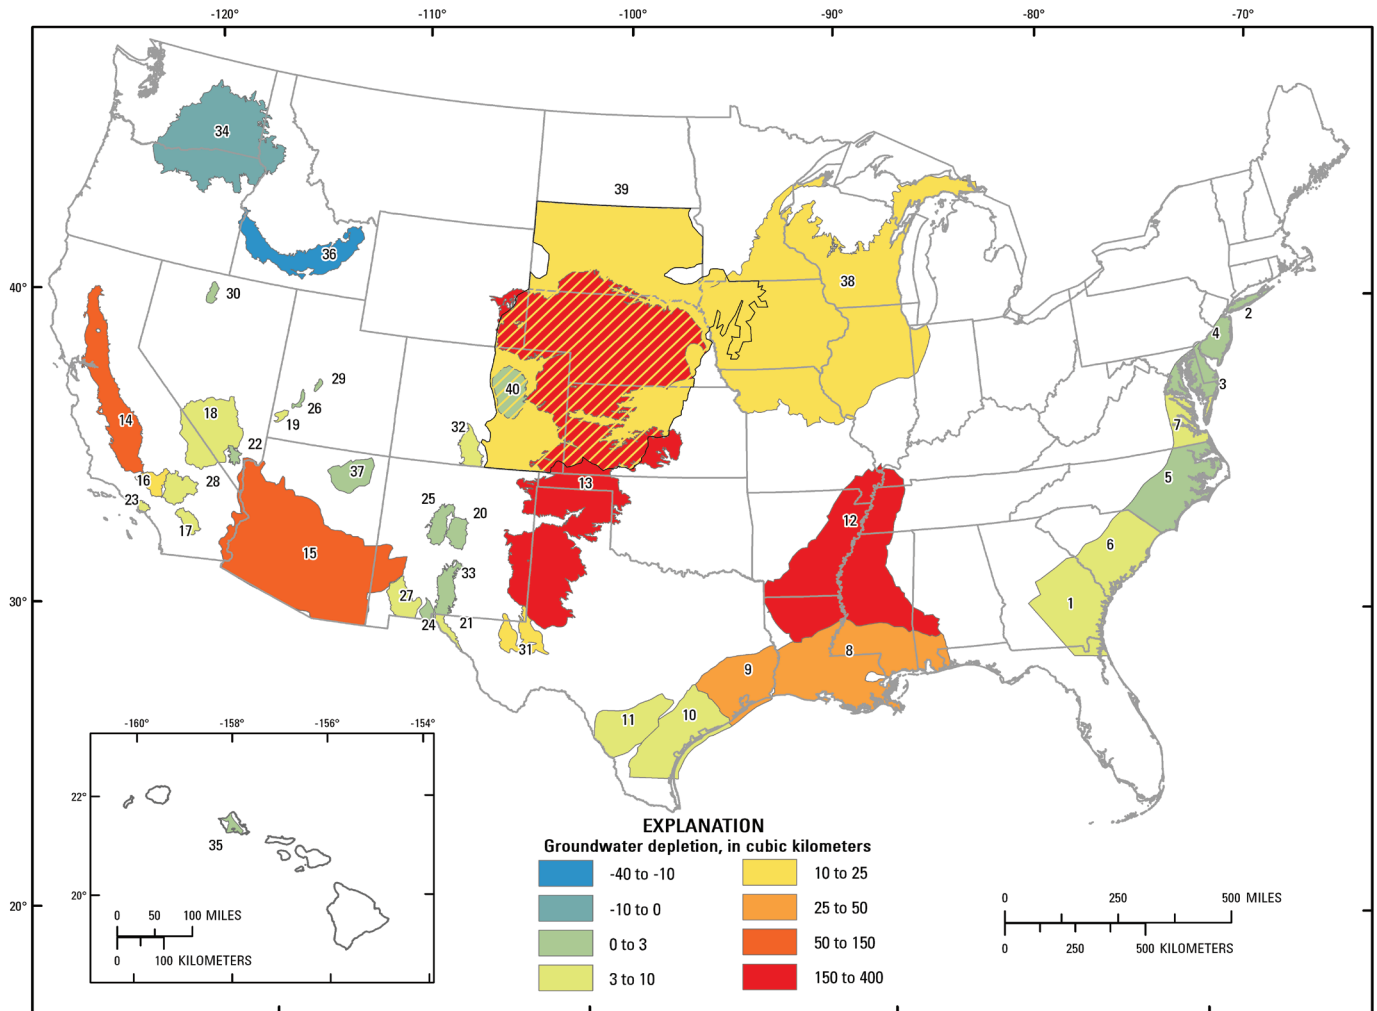 -120° -110° -100° -90° -80° -70°
34
39
36
38
30
40°
2
4
29
3
40
26
18
19
14
32
7
22
37
16
28
13
5
23
25
20
12
17
6
15
33
27
1
24
21
31
8
9
10
11
30°
-160° -158° -156° -154°
22°
35
20°
0 50 100 MILES
0 100 KILOMETERS
20°
EXPLANATION
Groundwater depletion, in cubic kilometers
-40 to -10
-10 to 0
0 to 3
3 to 10
10 to 25
25 to 50
50 to 150
150 to 400
0 250 500 MILES
0 250 500 KILOMETERS